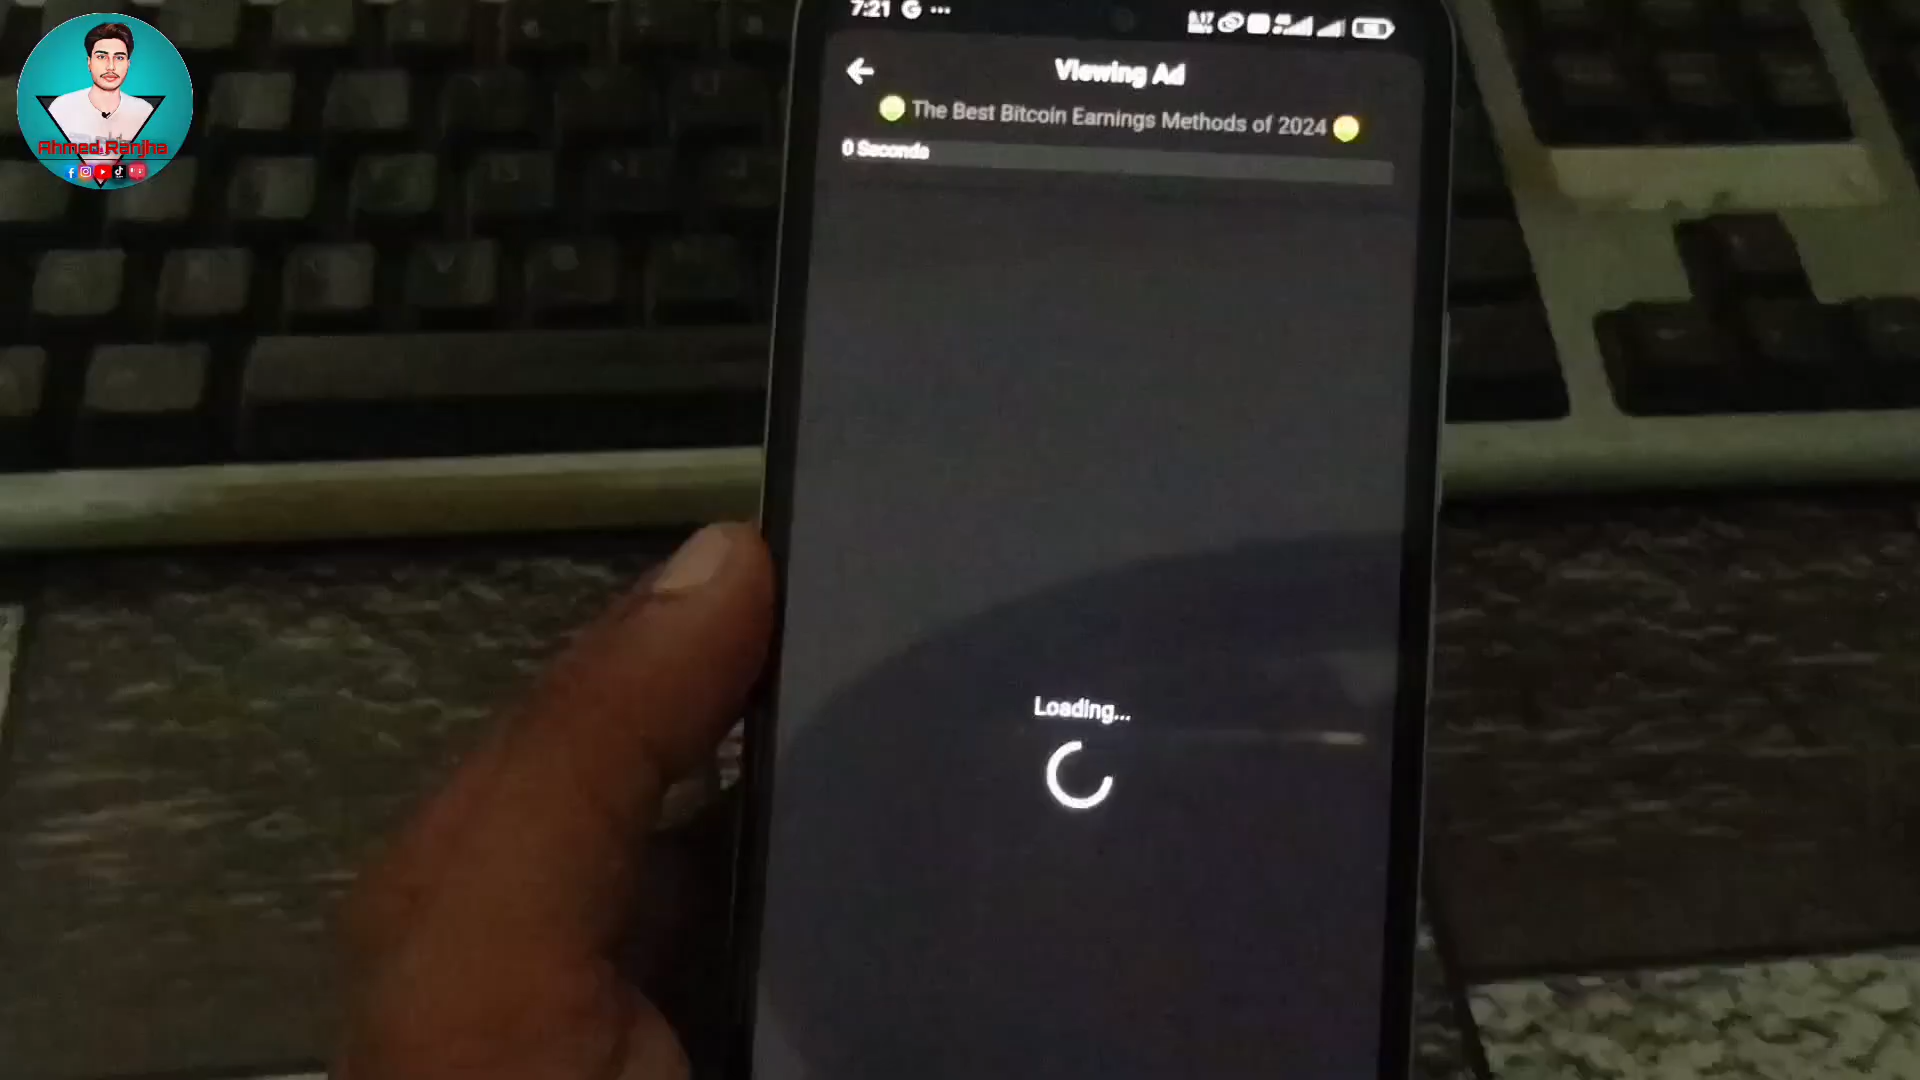 Ahmed Ranjha
7:21 G ...
Viewing Ad
The Best Bitcoin Earnings Methods of 2024
0 Seconds
Loading...